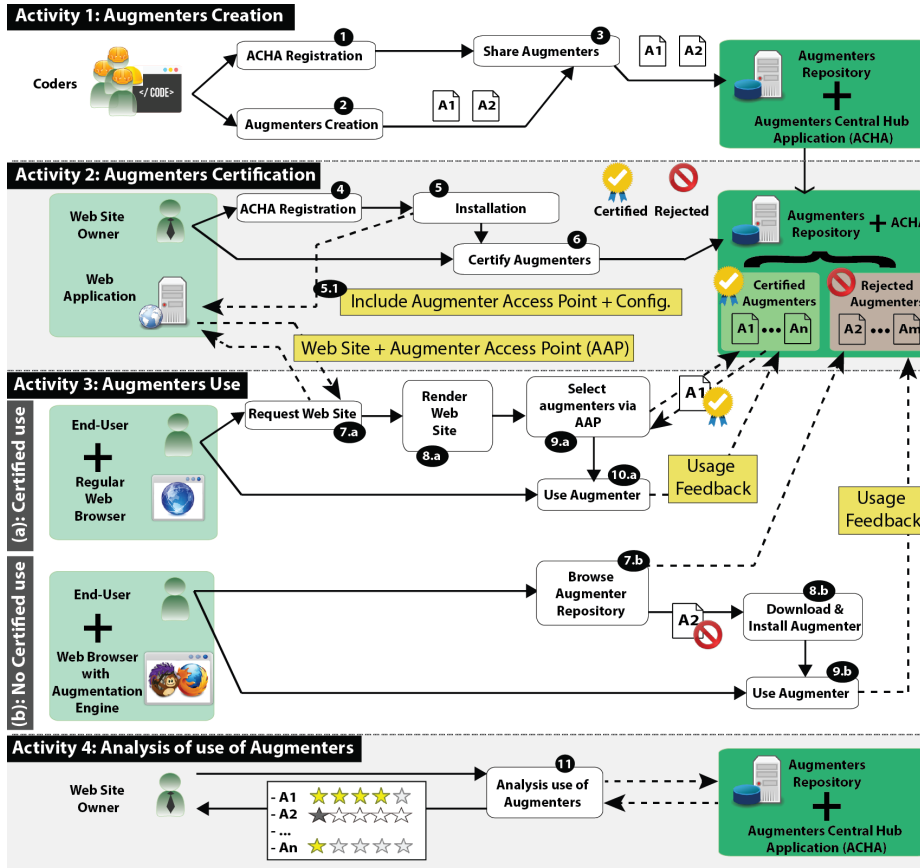 Activity 1: Augmenters Creation
Coders
</ CODE>
1
ACHA Registration
2
Augmenters Creation
A1 A2
3
Share Augmenters
A1 A2
Augmenters
Repository
+
Augmenters Central Hub
Application (ACHA)
Activity 2: Augmenters Certification
Web Site
Owner
Web
Application
4
ACHA Registration
5
Installation
6
Certify Augmenters
Certified Rejected
5.1
Include Augmenter Access Point + Config.
Web Site + Augmenter Access Point (AAP)
Augmenters
Repository + ACHA
Certified
Augmenters
A1 ... An
Rejected
Augmenters
A2 ... Am
Activity 3: Augmenters Use
(a): Certified use
End-User
+
Regular
Web
Browser
Request Web Site
7.a
Render
Web
Site
8.a
Select
augmenters via
AAP
9.a
A1
10.a
Use Augmenter
Usage
Feedback
Usage
Feedback
(b): No Certified use
End-User
+
Web Browser
with
Augmentation
Engine
7.b
Browse
Augmenter
Repository
A2
8.b
Download &
Install Augmenter
9.b
Use Augmenter
Activity 4: Analysis of use of Augmenters
Web Site
Owner
- A1
- A2
- ...
- An
11
Analysis use of
Augmenters
Augmenters
Repository
+
Augmenters Central Hub
Application (ACHA)